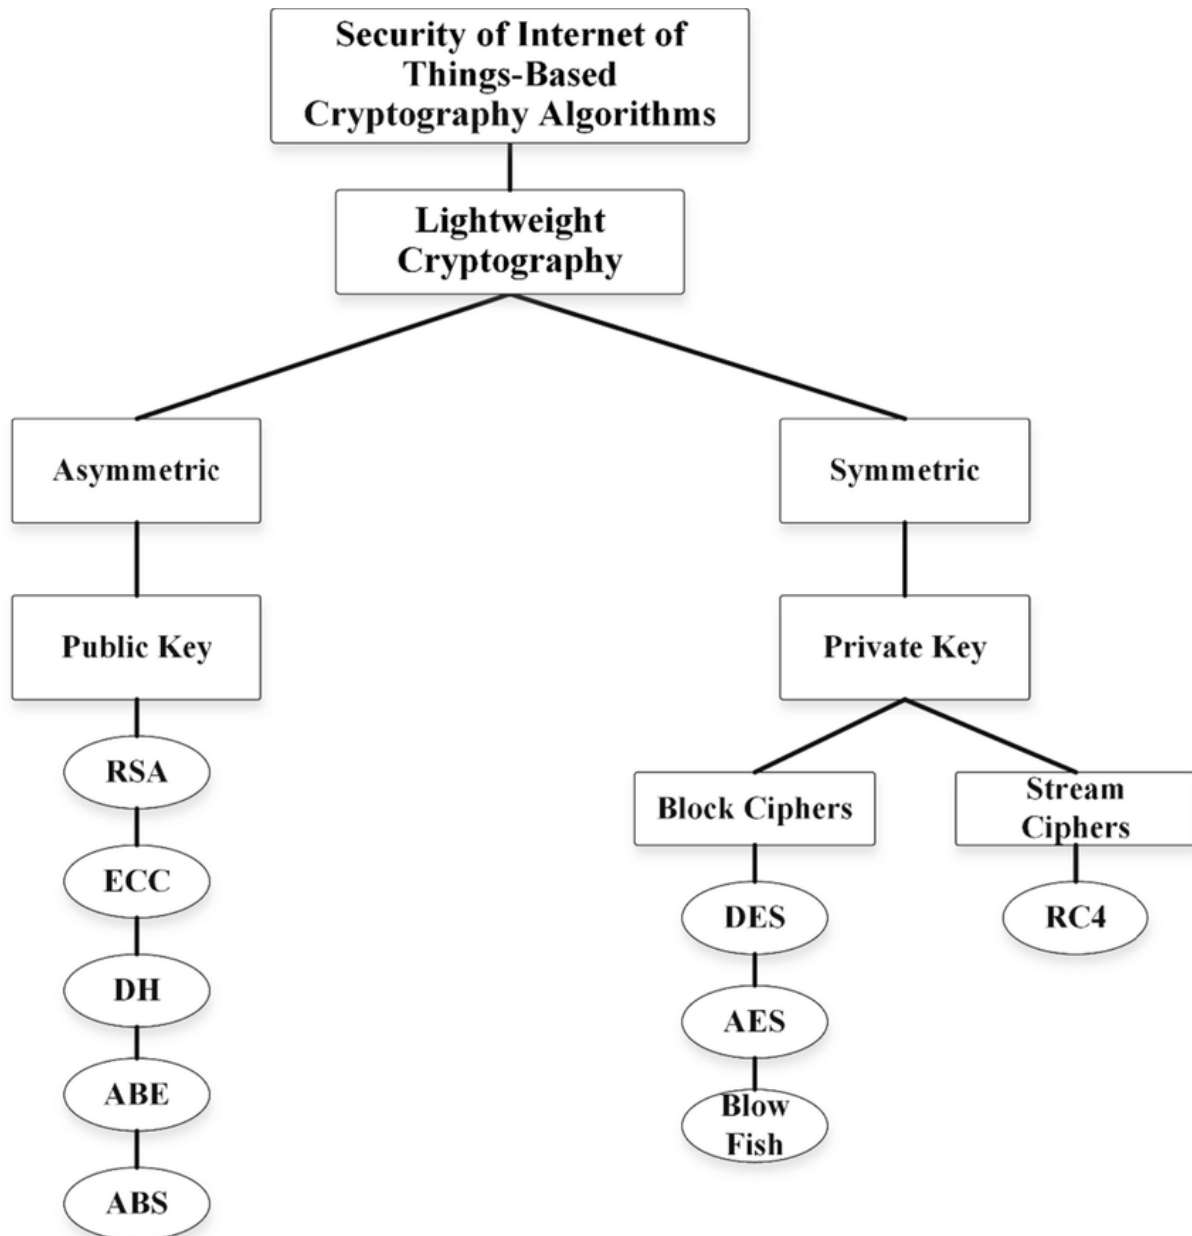 Security of Internet of
Things-Based
Cryptography Algorithms
Lightweight
Cryptography
Asymmetric
Symmetric
Public Key
Private Key
RSA
ECC
DH
ABE
ABS
Block Ciphers
DES
AES
Blow
Fish
Stream
Ciphers
RC4